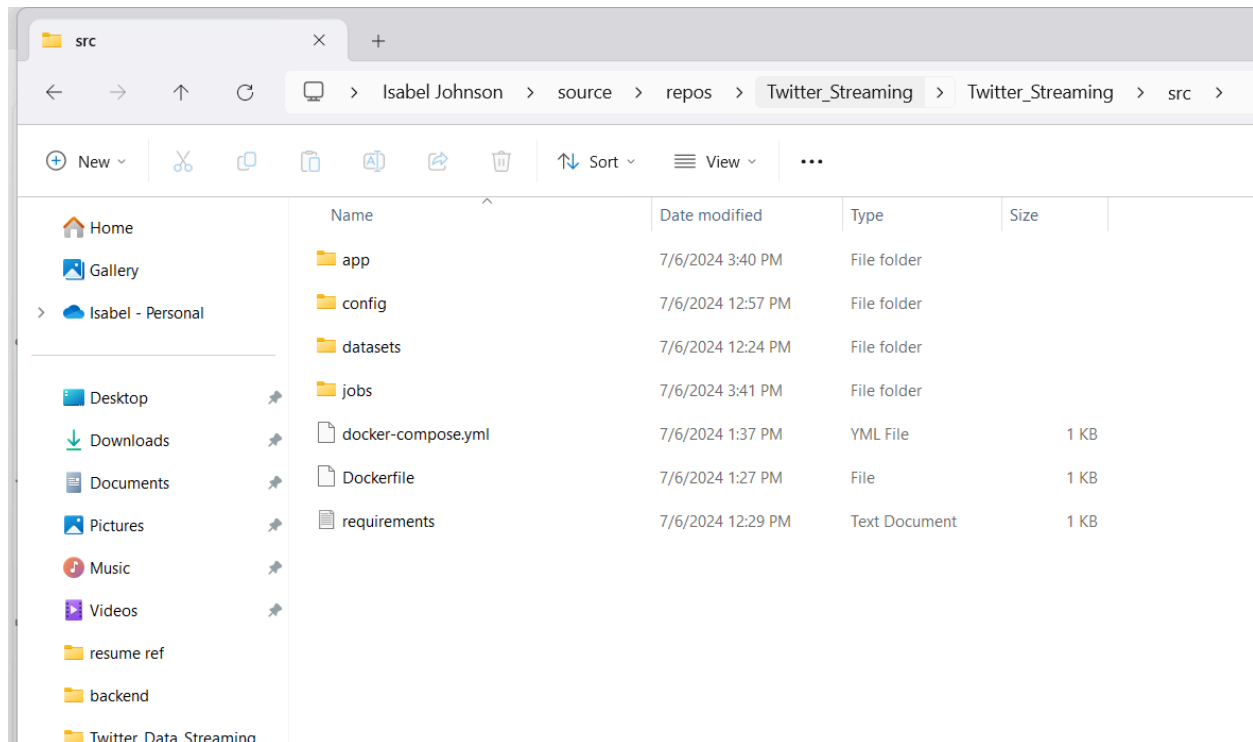 src
Isabel Johnson > source > repos > Twitter_Streaming > Twitter_Streaming > src >
New
Sort
View
Home
Gallery
Isabel - Personal
Desktop
Downloads
Documents
Pictures
Music
Videos
resume ref
backend
Twitter_Data_Streaming
Name Date modified Type Size
app 7/6/2024 3:40 PM File folder
config 7/6/2024 12:57 PM File folder
datasets 7/6/2024 12:24 PM File folder
jobs 7/6/2024 3:41 PM File folder
docker-compose.yml 7/6/2024 1:37 PM YML File 1 KB
Dockerfile 7/6/2024 1:27 PM File 1 KB
requirements 7/6/2024 12:29 PM Text Document 1 KB